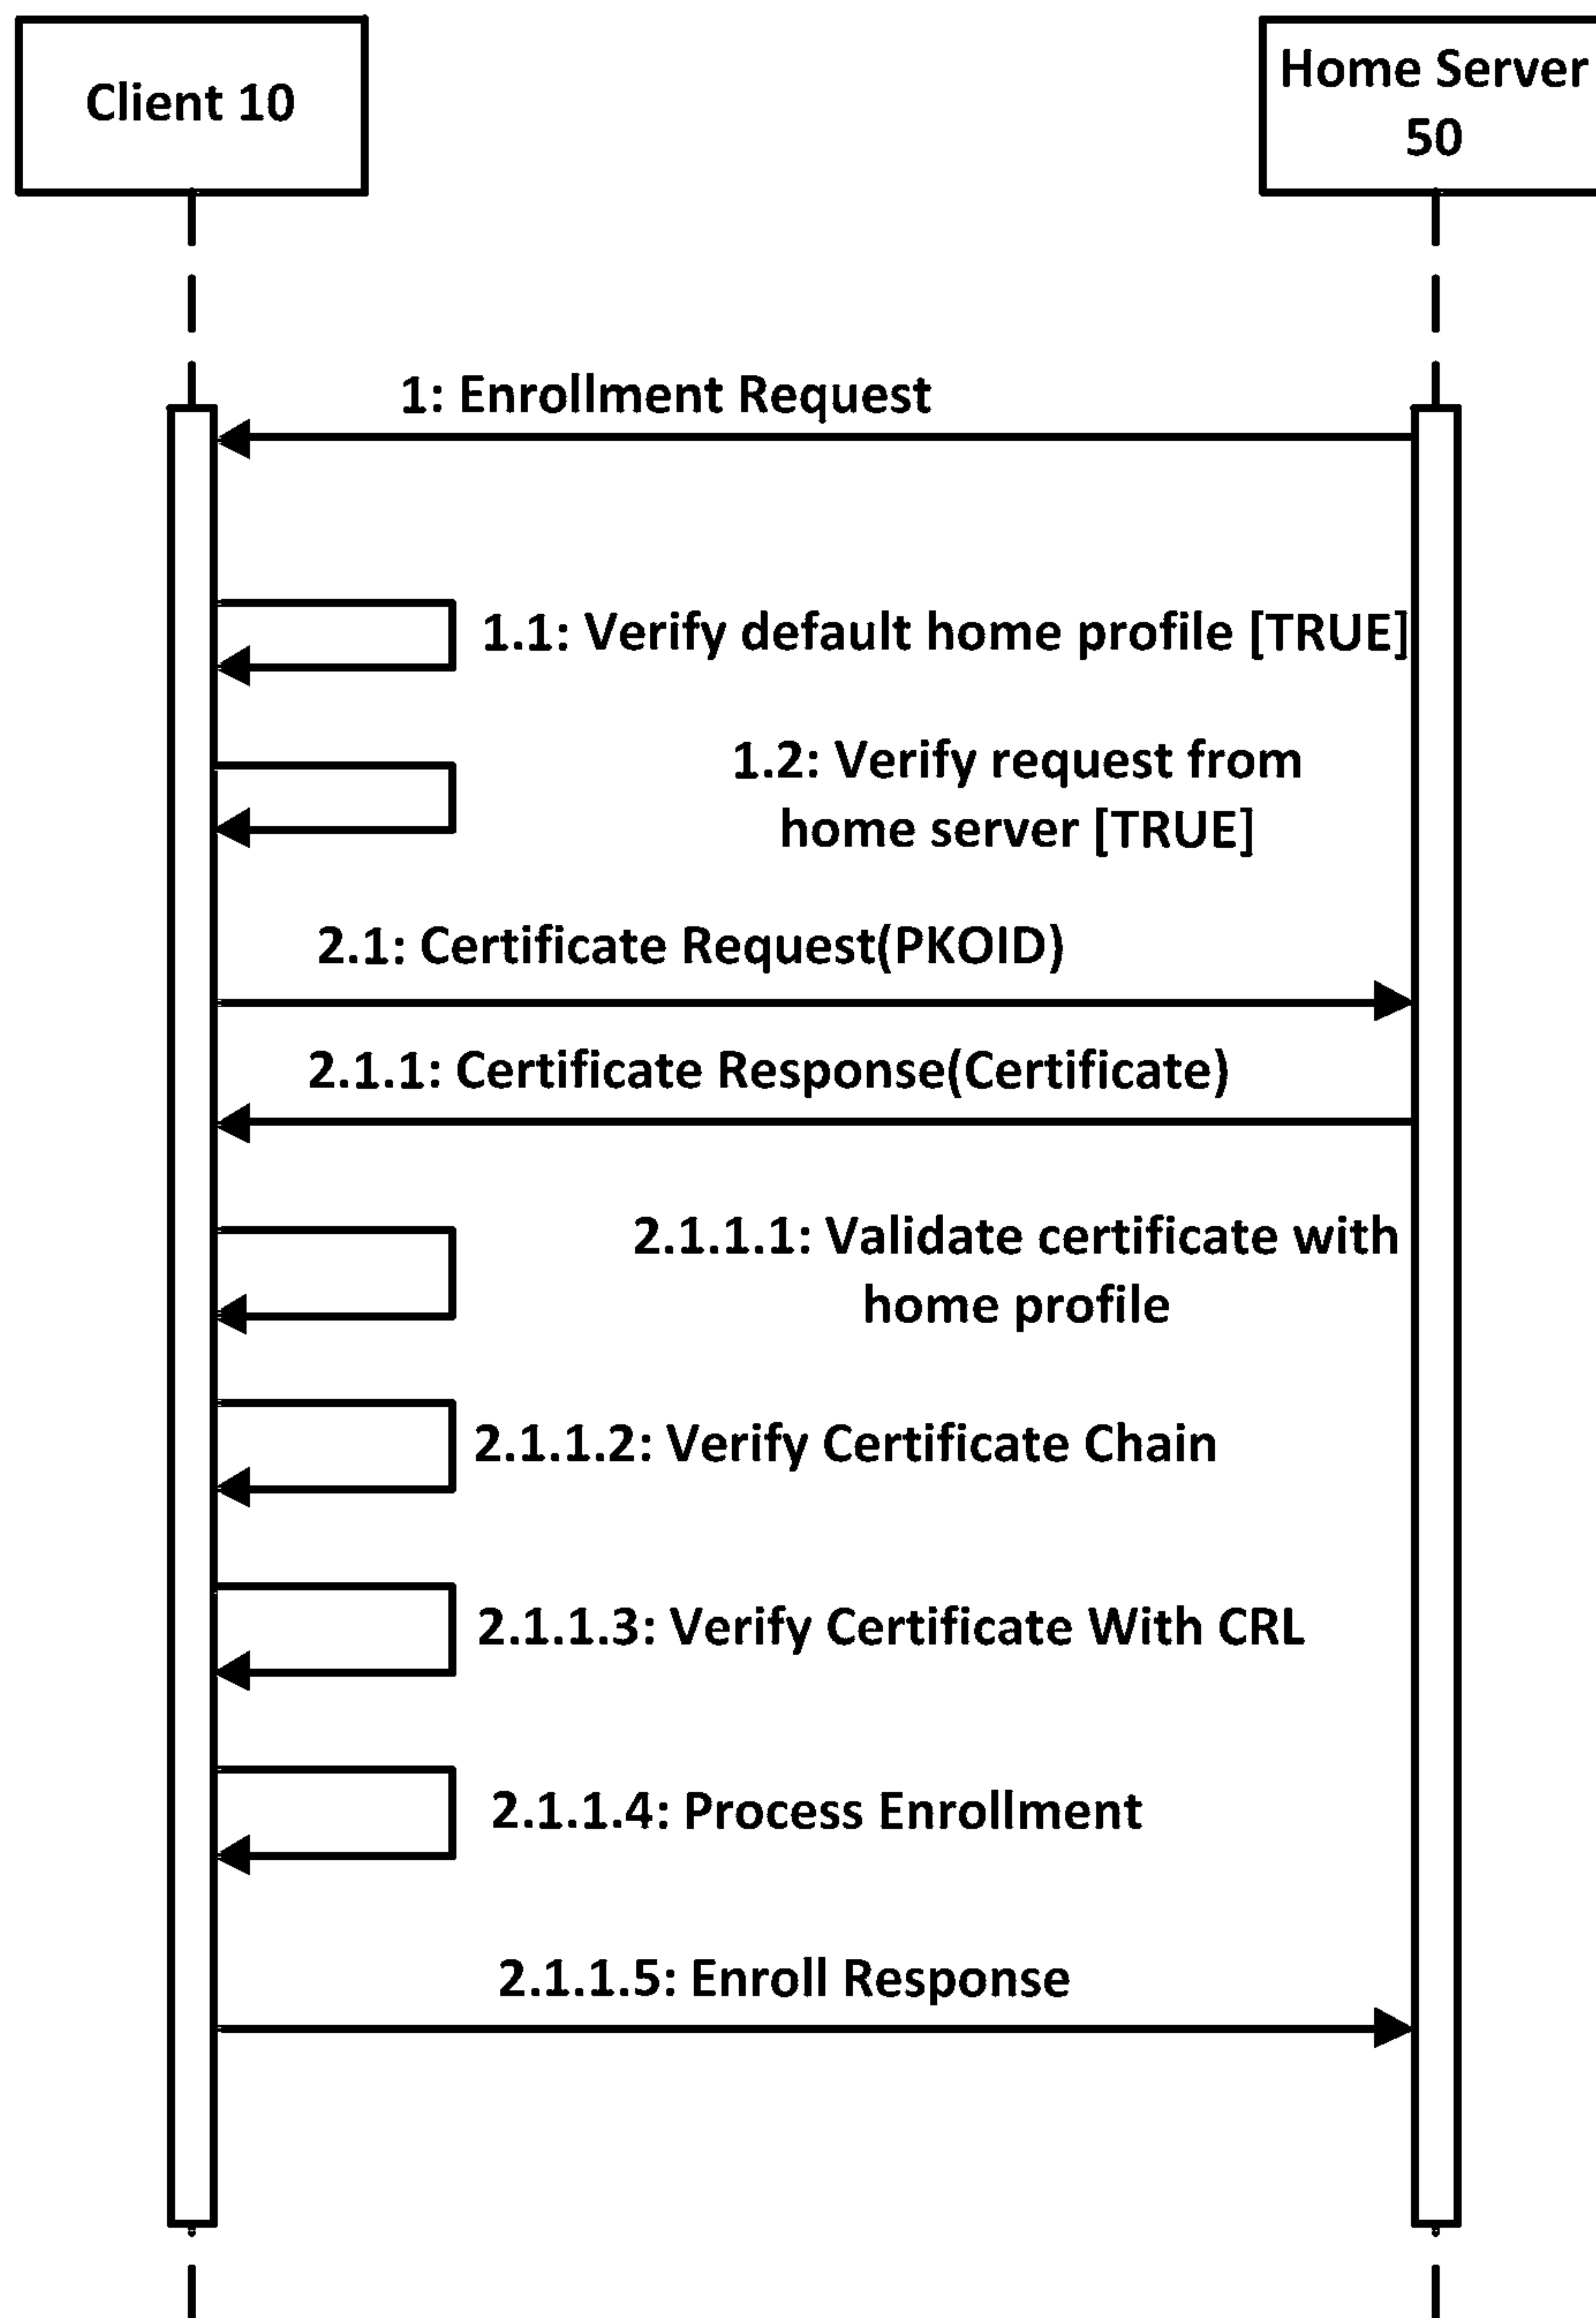 Client 10
Home Server
50
1: Enrollment Request
1.1: Verify default home profile [TRUE]
1.2: Verify request from
home server [TRUE]
2.1: Certificate Request(PKOID)
2.1.1: Certificate Response(Certificate)
2.1.1.1: Validate certificate with
home profile
2.1.1.2: Verify Certificate Chain
2.1.1.3: Verify Certificate With CRL
2.1.1.4: Process Enrollment
2.1.1.5: Enroll Response